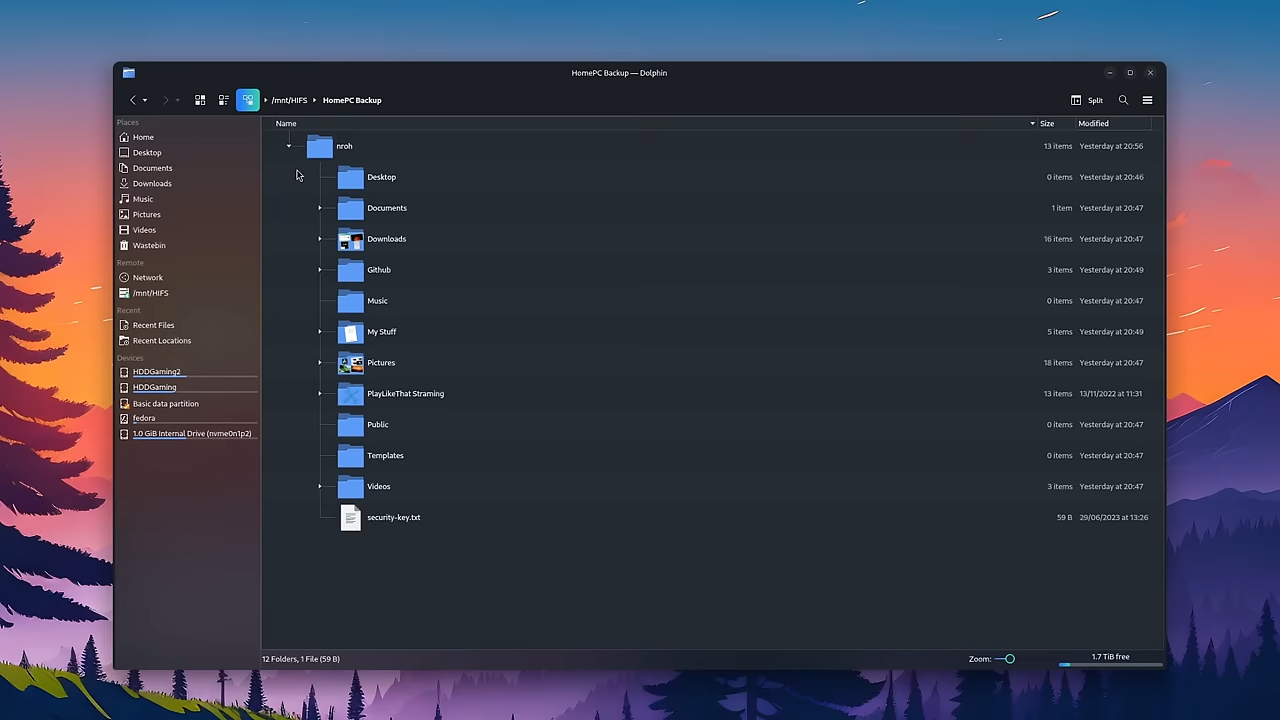 HomePC Backup — Dolphin
/mnt/HIFS HomePC Backup Split
Places
Home
Desktop
Documents
Downloads
Music
Pictures
Videos
Wastebin
Remote
Network
/mnt/HIFS
Recent
Recent Files
Recent Locations
Devices
HDDGaming2
HDDGaming
Basic data partition
fedora
1.0 GiB Internal Drive (nvme0n1p2)
Name Size Modified
nroh 13 items Yesterday at 20:56
Desktop 0 items Yesterday at 20:46
Documents 1 item Yesterday at 20:47
Downloads 16 items Yesterday at 20:47
Github 3 items Yesterday at 20:49
Music 0 items Yesterday at 20:47
My Stuff 5 items Yesterday at 20:49
Pictures 18 items Yesterday at 20:47
PlayLikeThat Straming 13 items 13/11/2022 at 11:31
Public 0 items Yesterday at 20:47
Templates 0 items Yesterday at 20:47
Videos 3 items Yesterday at 20:47
security-key.txt 59 B 29/06/2023 at 13:26
12 Folders, 1 File (59 B) Zoom: 1.7 TiB free